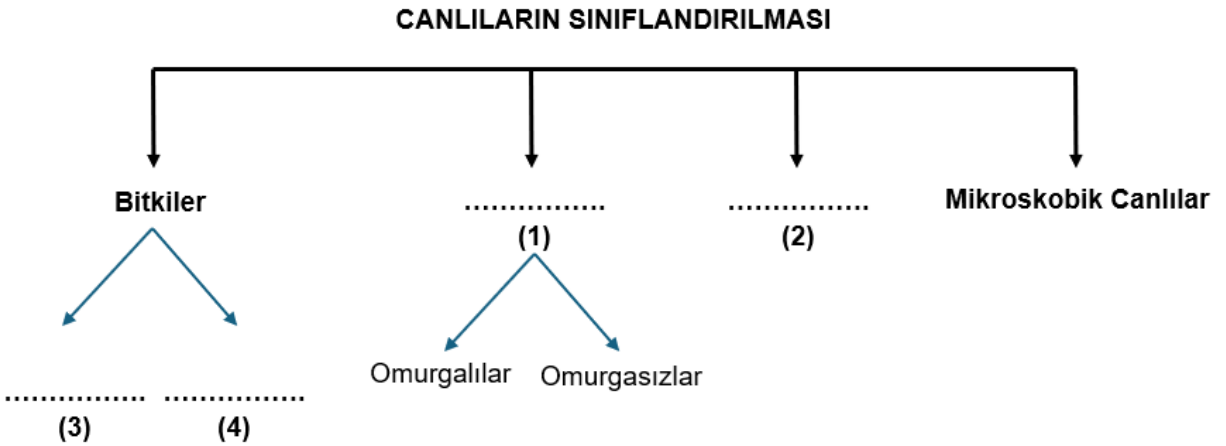 CANLILARIN SINIFLANDIRILMASI
Bitkiler
................
(1)
................
(2)
Mikroskobik Canlılar
Omurgalılar
Omurgasızlar
................
(3)
................
(4)